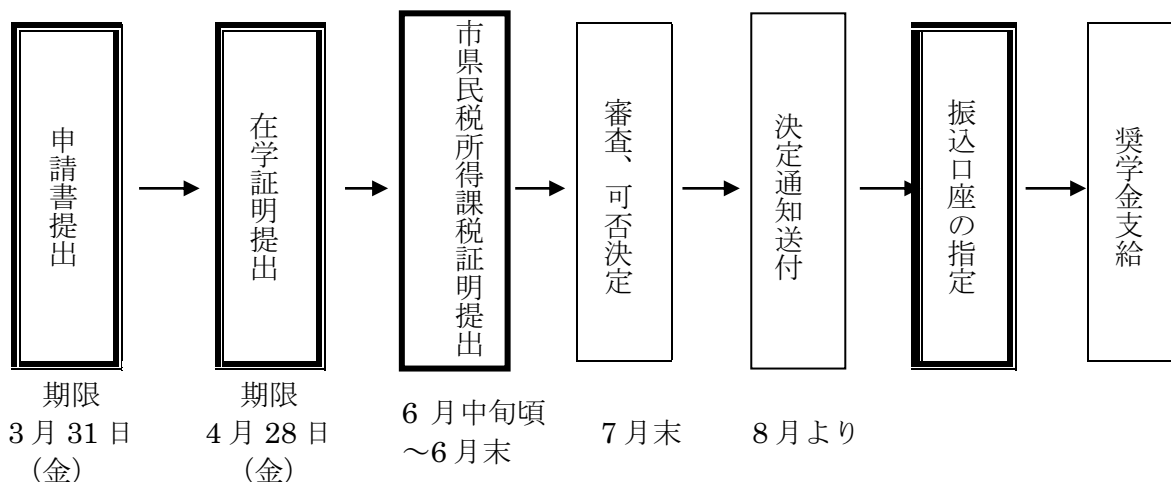 申請書提出
在学証明提出
市県民税所得課税証明提出
審査、可否決定
決定通知送付
振込口座の指定
奨学金支給
期限
3月31日
（金）
期限
4月28日
（金）
6月中旬頃
～6月末
7月末
8月より